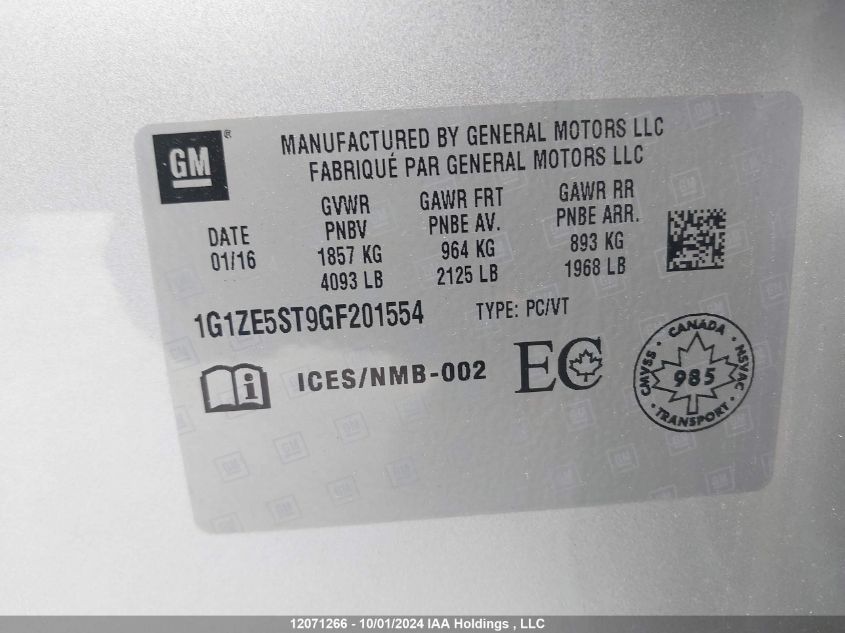 GM ®
MANUFACTURED BY GENERAL MOTORS LLC
FABRIQUÉ PAR GENERAL MOTORS LLC
DATE
01/16
GVWR
PNBV
1857 KG
4093 LB
GAWR FRT
PNBE AV.
964 KG
2125 LB
GAWR RR
PNBE ARR.
893 KG
1968 LB
1G1ZE5ST9GF201554 TYPE: PC/VT
i ICES/NMB-002 EC
CANADA
CMVSS 985 NSVAC
TRANSPORT
12071266 - 10/01/2024 IAA Holdings , LLC